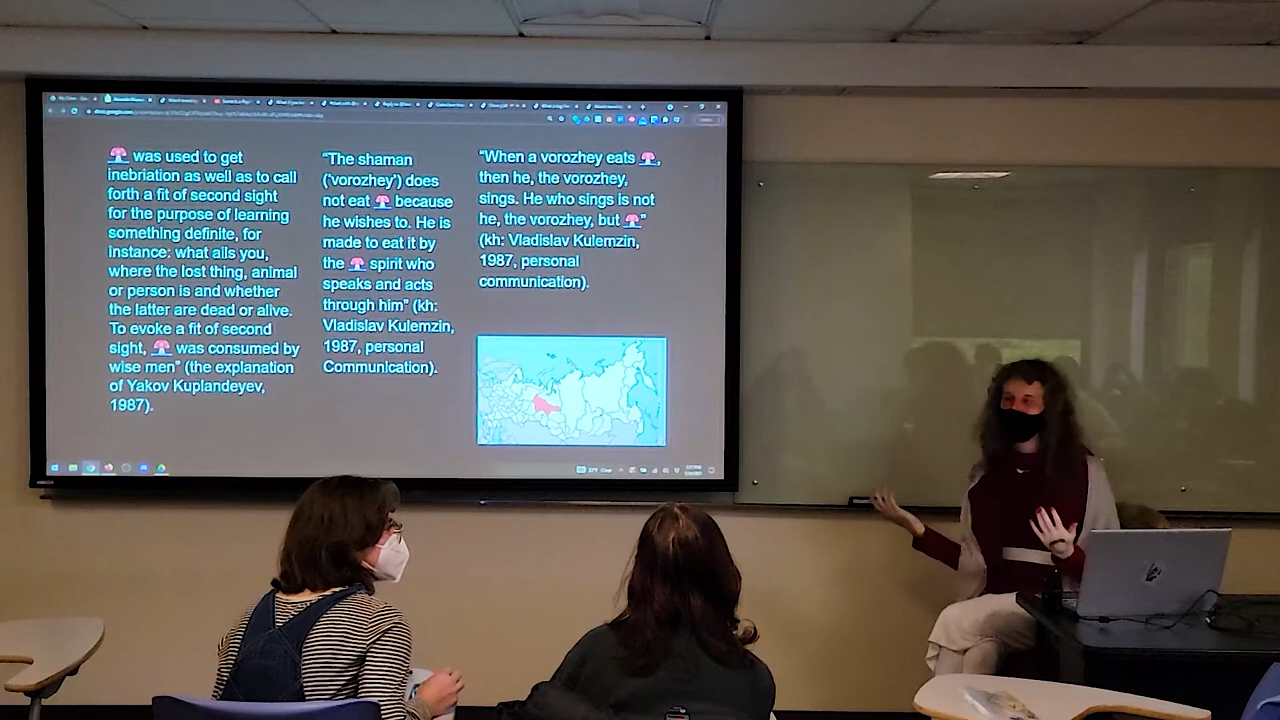 🍄 was used to get
inebriation as well as to call
forth a fit of second sight
for the purpose of learning
something definite, for
instance: what ails you,
where the lost thing, animal
or person is and whether
the latter are dead or alive.
To evoke a fit of second
sight, 🍄 was consumed by
wise men" (the explanation
of Yakov Kuplandeyev,
1987).
"The shaman
('vorozhey') does
not eat 🍄 because
he wishes to. He is
made to eat it by
the 🍄 spirit who
speaks and acts
through him" (kh:
Vladislav Kulemzin,
1987, personal
Communication).
"When a vorozhey eats 🍄,
then he, the vorozhey,
sings. He who sings is not
he, the vorozhey, but 🍄"
(kh: Vladislav Kulemzin,
1987, personal
communication).